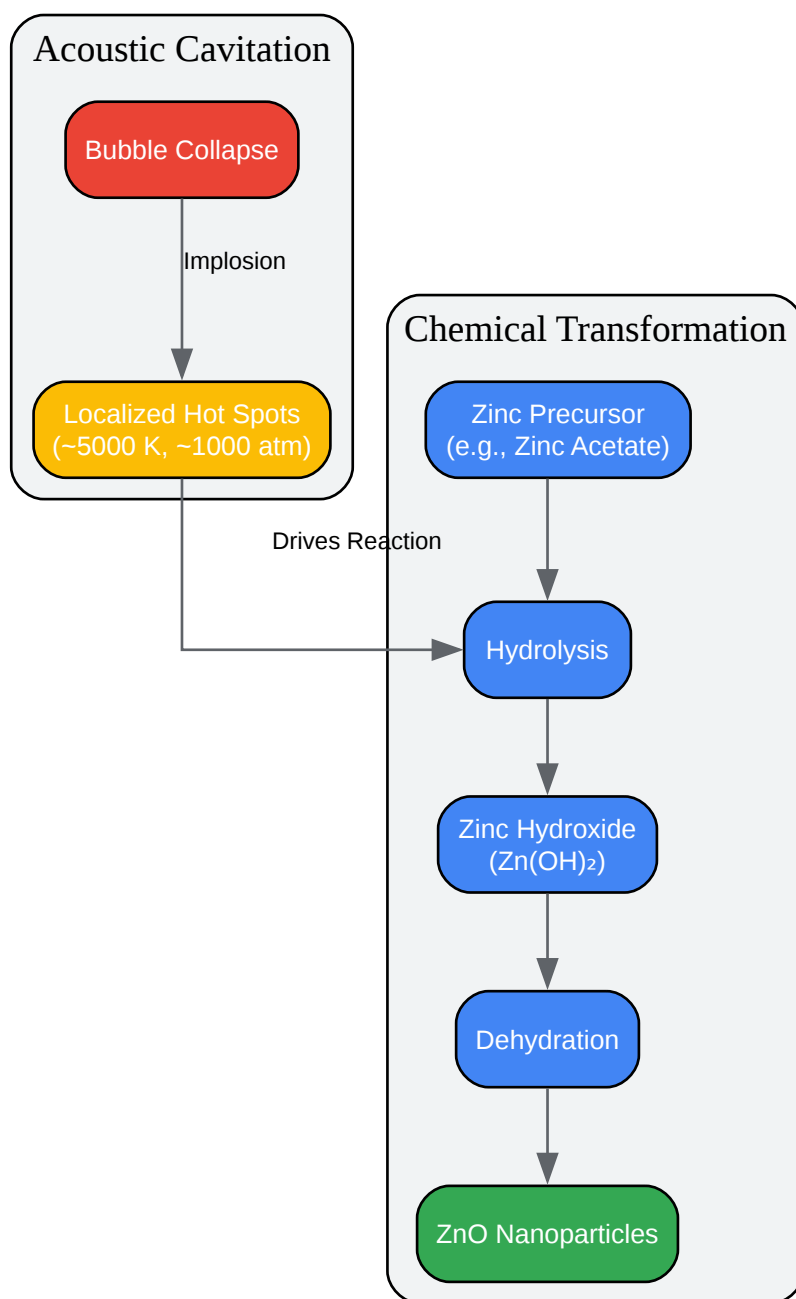 Acoustic Cavitation
Bubble Collapse
Implosion
Localized Hot Spots
(~5000 K, ~1000 atm)
Drives Reaction
Chemical Transformation
Zinc Precursor
(e.g., Zinc Acetate)
Hydrolysis
Zinc Hydroxide
(Zn(OH)₂)
Dehydration
ZnO Nanoparticles